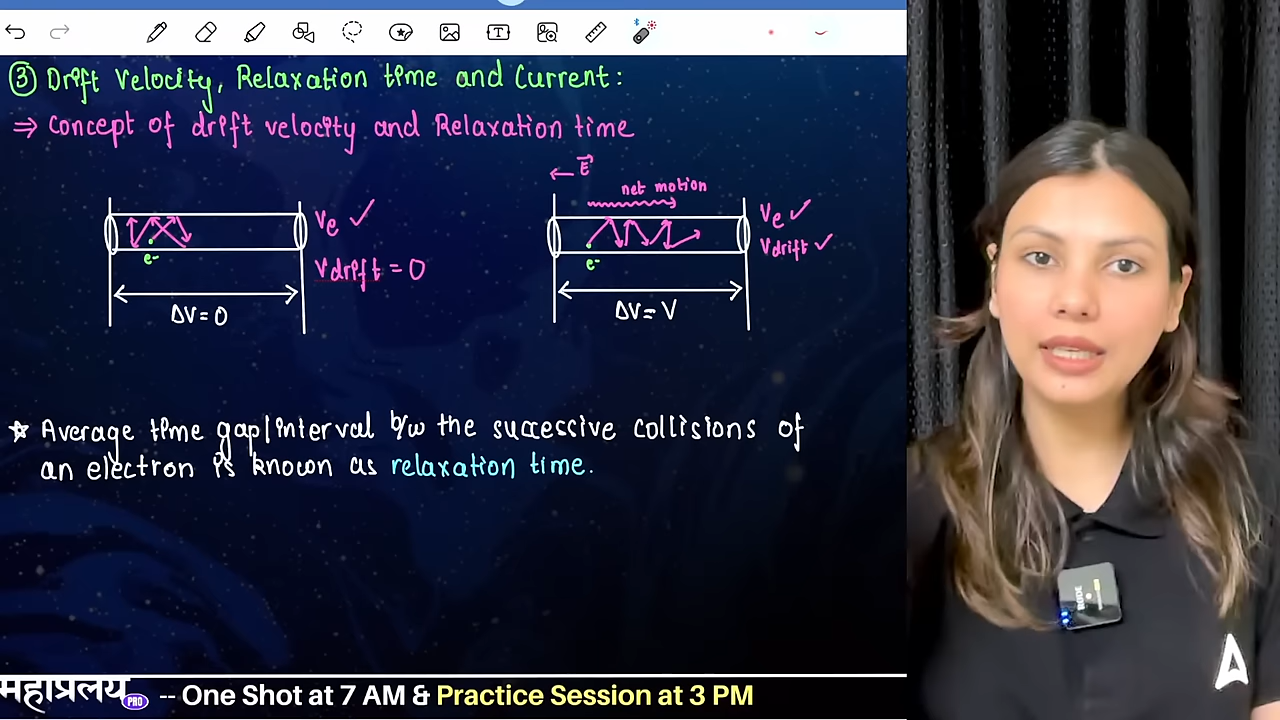 ③ Drift Velocity, Relaxation time and Current:
⇒ Concept of drift velocity and Relaxation time
← E⃗
net motion
Ve ✓
Vdrift = 0
e-
ΔV = 0
Ve ✓
Vdrift ✓
e-
ΔV = V
☆ Average time gap/interval b/w the successive collisions of
an electron is known as relaxation time.
महाप्रलय PRO -- One Shot at 7 AM & Practice Session at 3 PM